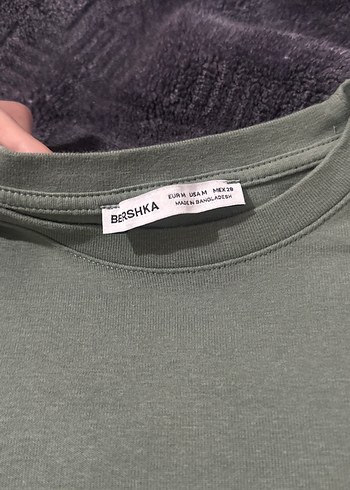 BERSHKA
EUR M USA M MEX 28
MADE IN BANGLADESH